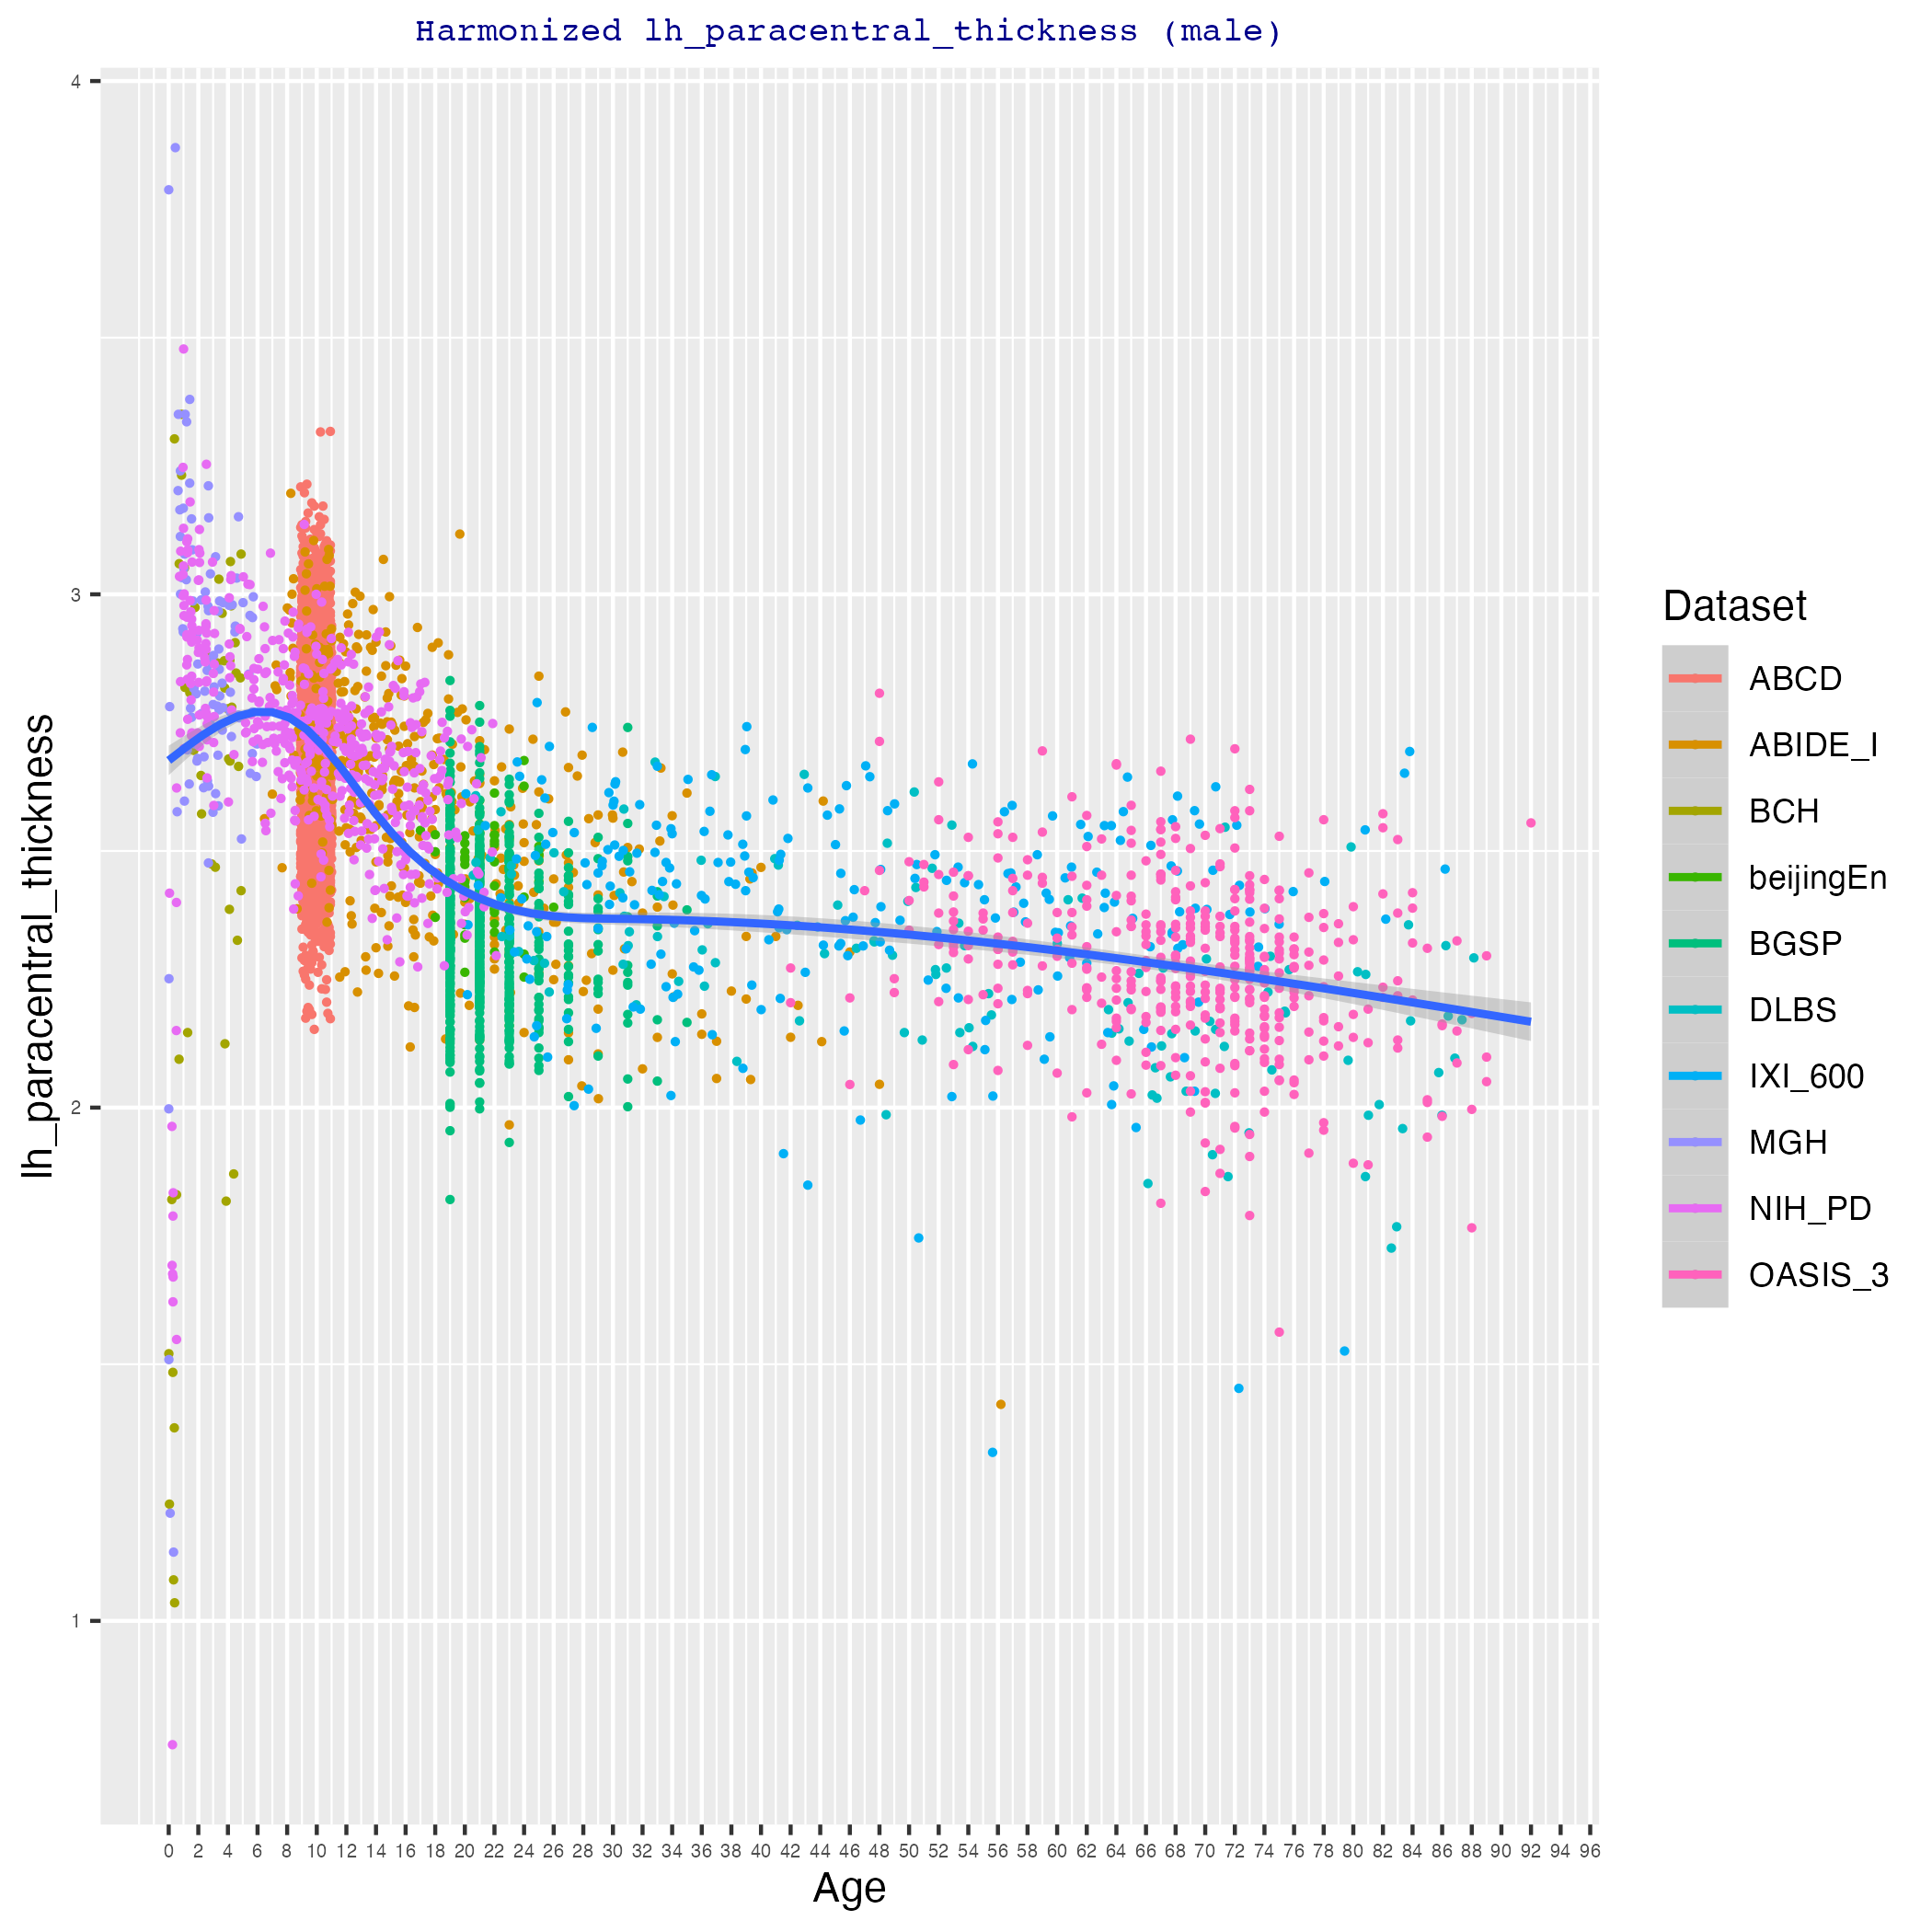 Harmonized lh_paracentral_thickness (male)
lh_paracentral_thickness
4
3
2
1
0 2 4 6 8 10 12 14 16 18 20 22 24 26 28 30 32 34 36 38 40 42 44 46 48 50 52 54 56 58 60 62 64 66 68 70 72 74 76 78 80 82 84 86 88 90 92 94 96
Age
Dataset
ABCD
ABIDE_I
BCH
beijingEn
BGSP
DLBS
IXI_600
MGH
NIH_PD
OASIS_3